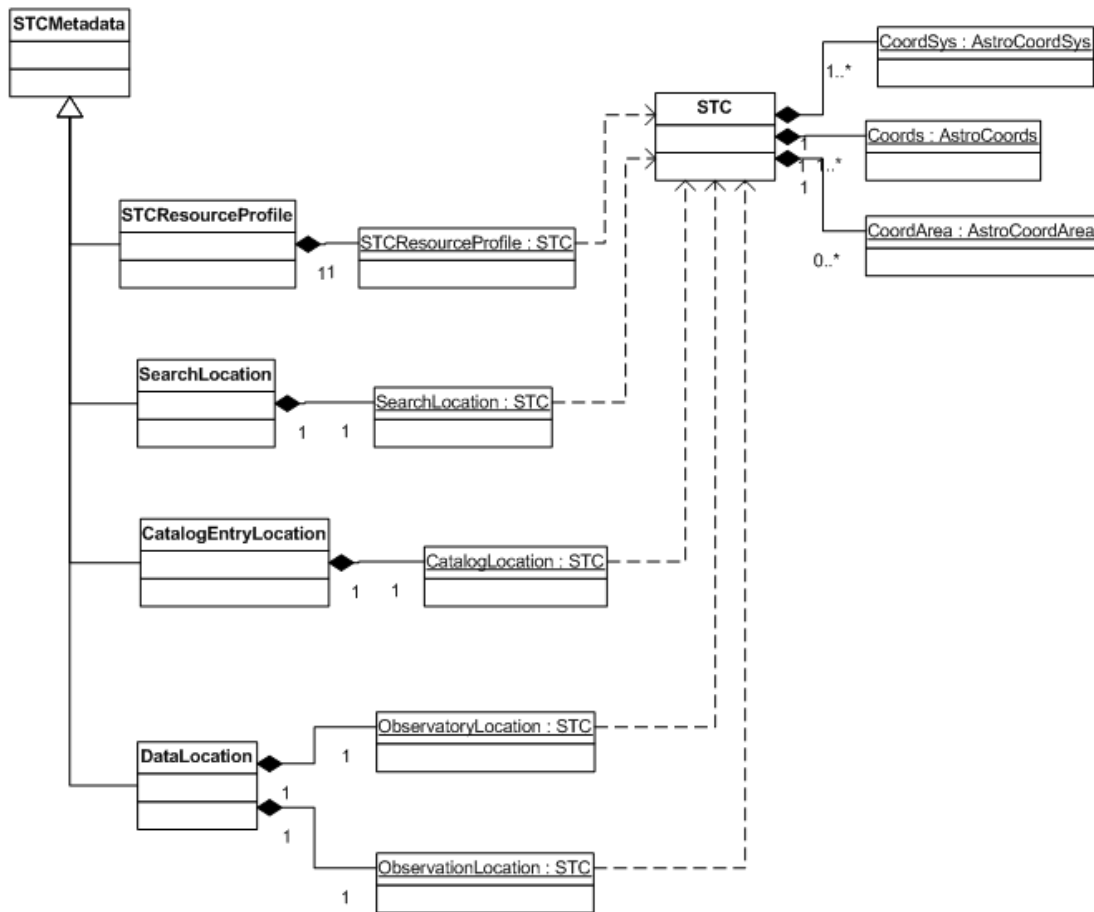 STCMetadata
CoordSys : AstroCoordSys
1..*
STC
Coords : AstroCoords
1
1 1..*
1
CoordArea : AstroCoordArea
0..*
STCResourceProfile
STCResourceProfile : STC
11
SearchLocation
SearchLocation : STC
1
1
CatalogEntryLocation
CatalogLocation : STC
1
1
ObservatoryLocation : STC
1
DataLocation
1
1
ObservationLocation : STC
1